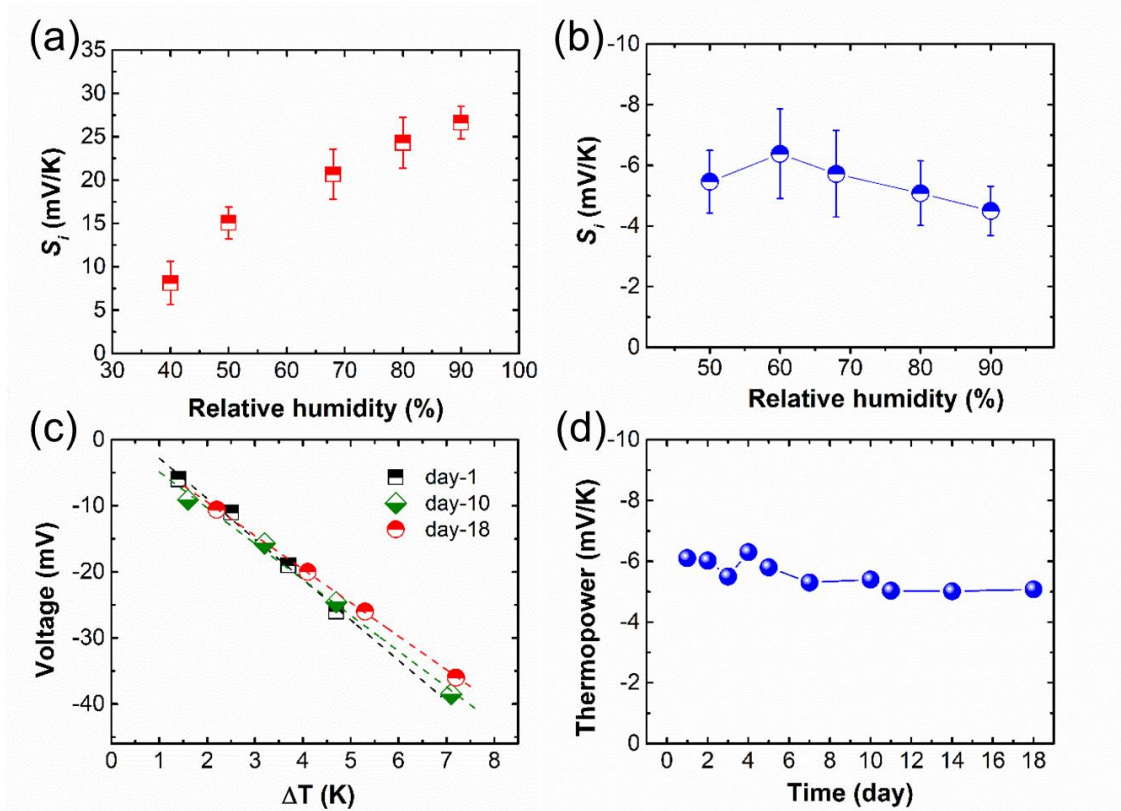 (a)
35
30
25
20
15
10
5
0
S_i (mV/K)
30 40 50 60 70 80 90 100
Relative humidity (%)
(b)
-10
-8
-6
-4
-2
0
S_i (mV/K)
50 60 70 80 90
Relative humidity (%)
(c)
0
-10
-20
-30
-40
Voltage (mV)
day-1
day-10
day-18
0 1 2 3 4 5 6 7 8
ΔT (K)
(d)
-10
-8
-6
-4
-2
0
Thermopower (mV/K)
0 2 4 6 8 10 12 14 16 18
Time (day)